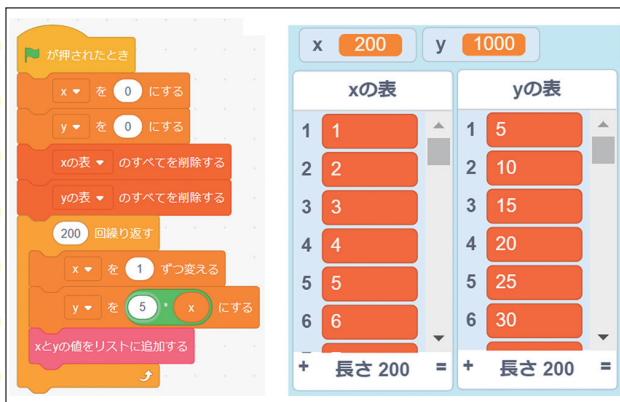 が押されたとき
x を 0 にする
y を 0 にする
xの表 のすべてを削除する
yの表 のすべてを削除する
200 回繰り返す
x を 1 ずつ変える
y を 5 * x にする
xとyの値をリストに追加する
x 200 y 1000
xの表
1 1
2 2
3 3
4 4
5 5
6 6
+ 長さ 200 =
yの表
1 5
2 10
3 15
4 20
5 25
6 30
+ 長さ 200 =